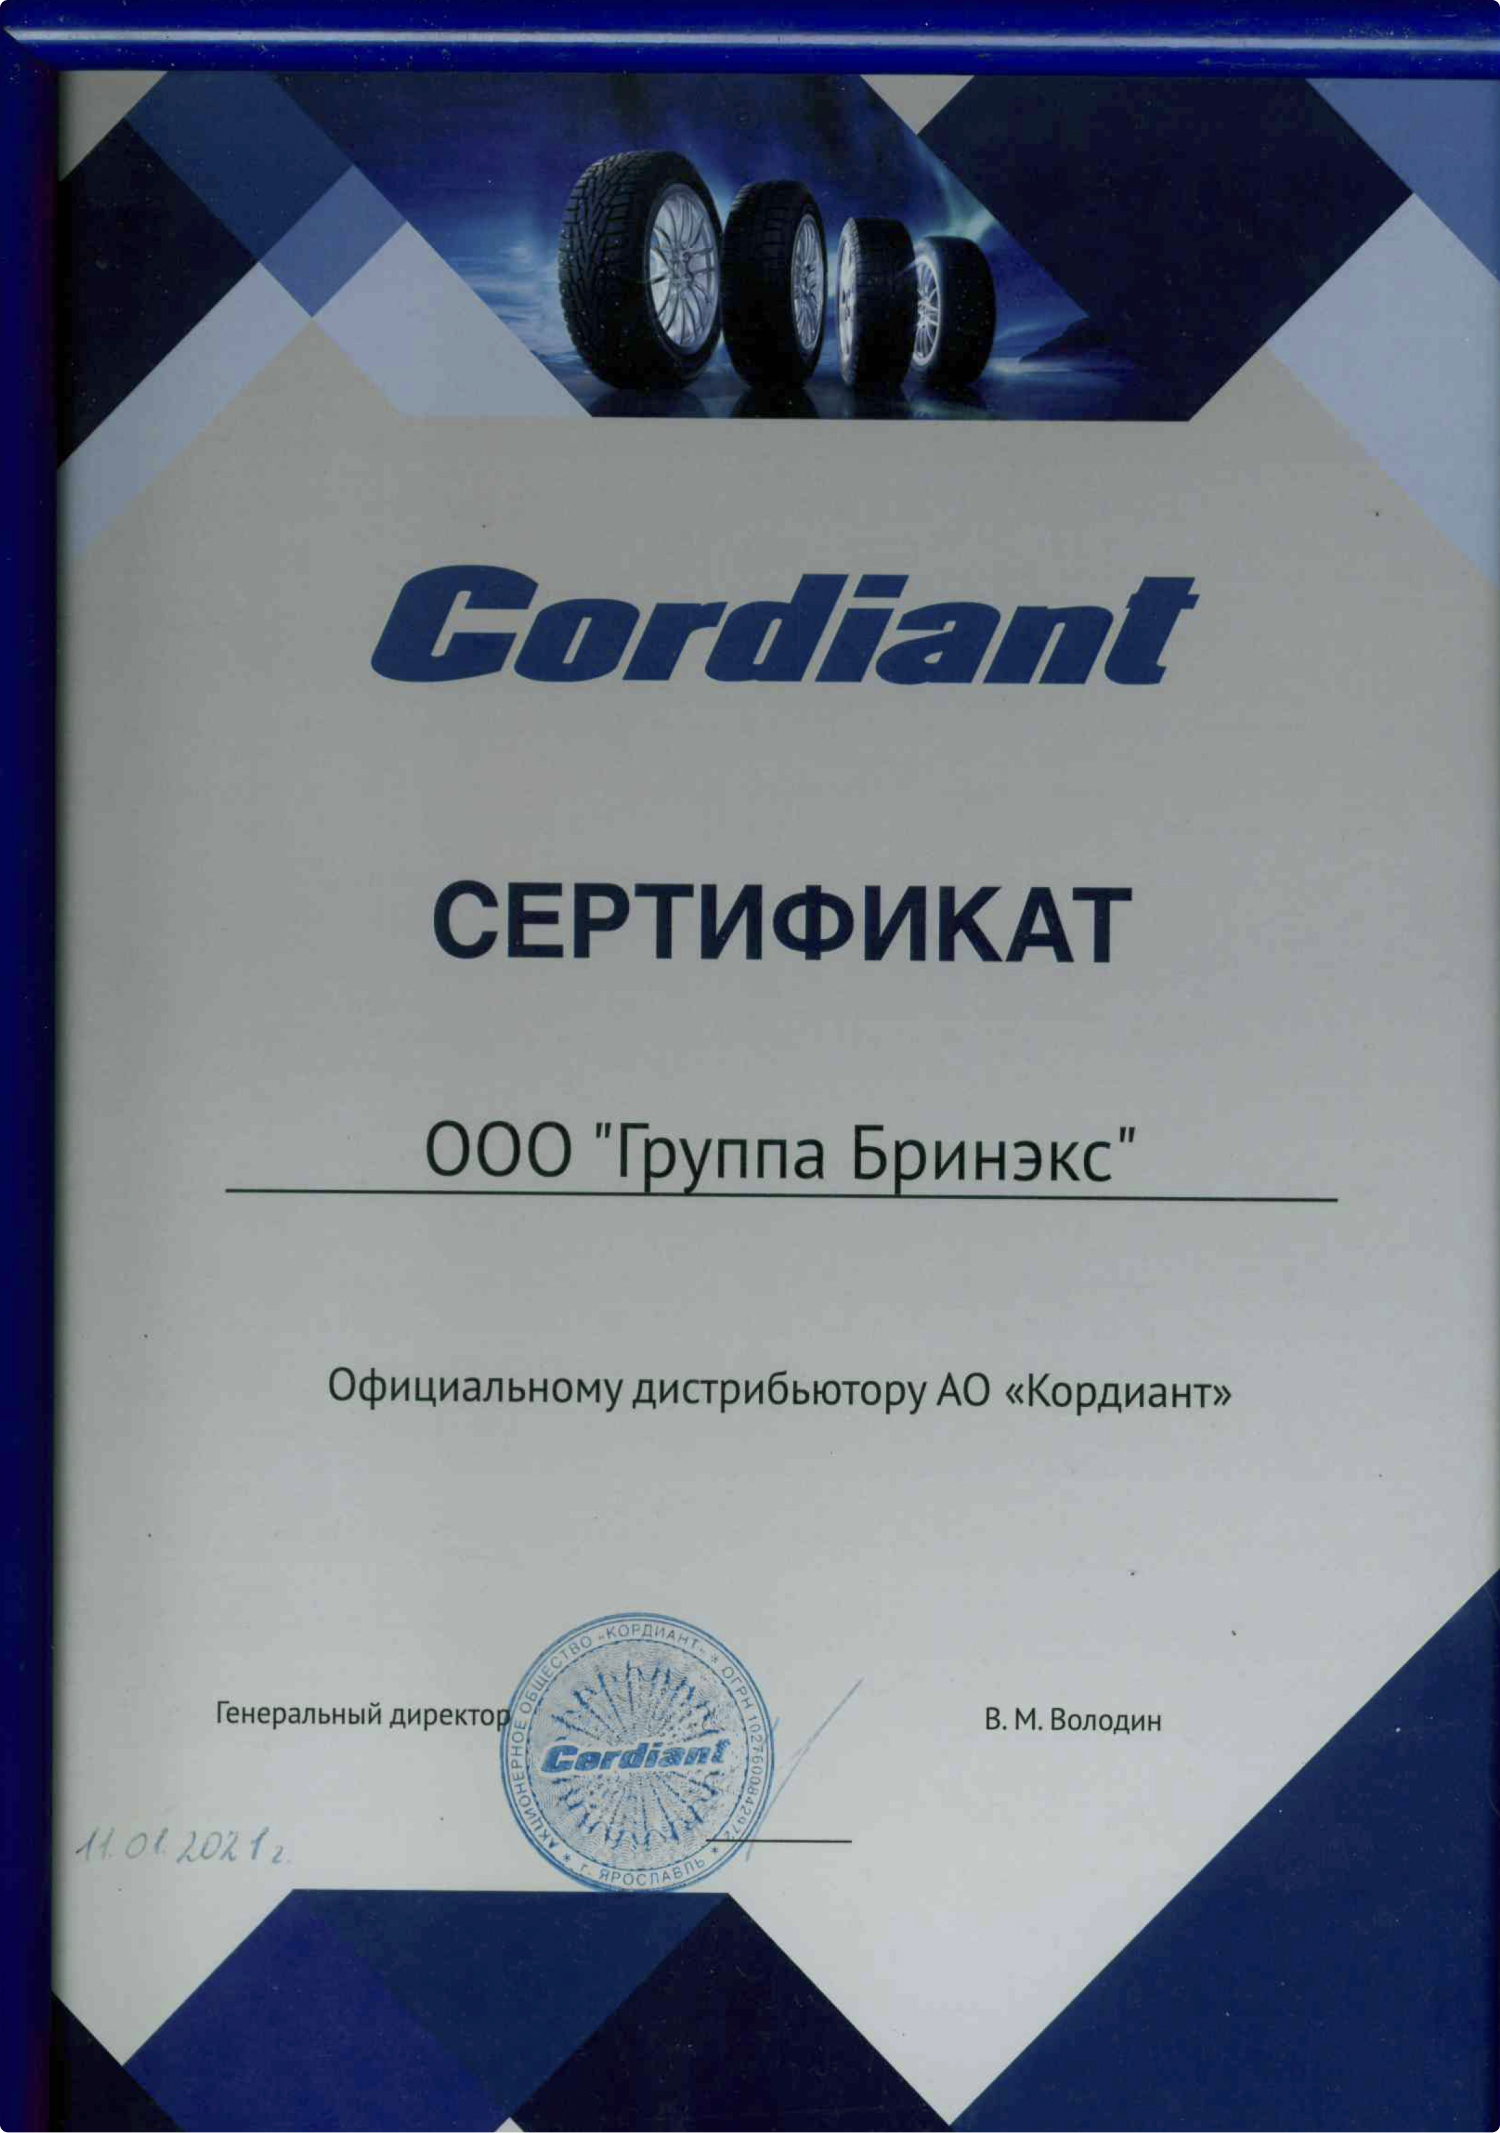 Cordiant
СЕРТИФИКАТ
ООО "Группа Бринэкс"
Официальному дистрибьютору АО «Кордиант»
Генеральный директор
АКЦИОНЕРНОЕ ОБЩЕСТВО «КОРДИАНТ» * ОГРН 1027600842972 * г. ЯРОСЛАВЛЬ *
Cordiant
В. М. Володин
11.01.2021 г.